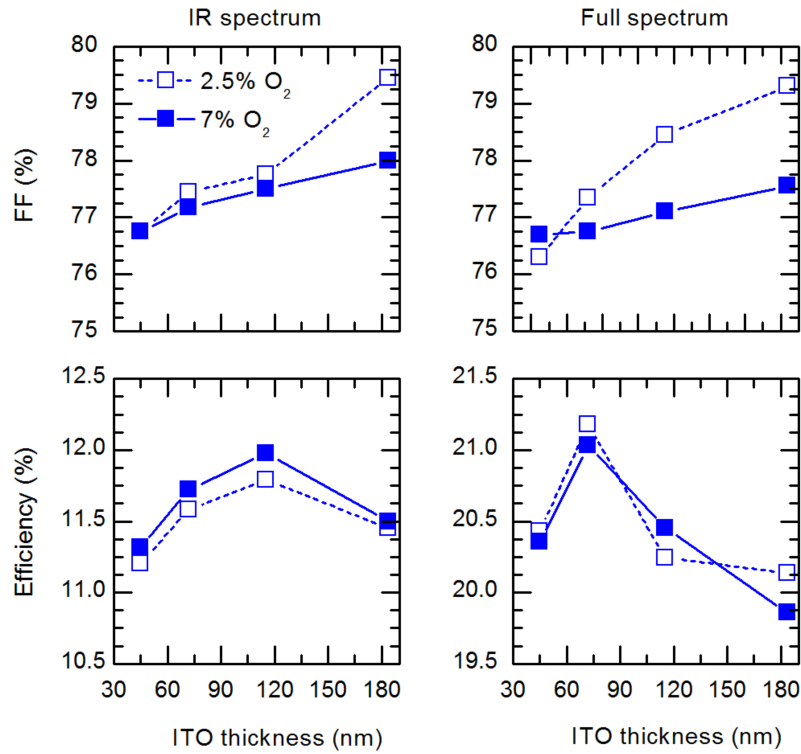 IR spectrum
Full spectrum
80
79
78
77
76
75
FF (%)
2.5% O₂
7% O₂
80
79
78
77
76
75
12.5
12.0
11.5
11.0
10.5
Efficiency (%)
21.5
21.0
20.5
20.0
19.5
30 60 90 120 150 180
30 60 90 120 150 180
ITO thickness (nm)
ITO thickness (nm)